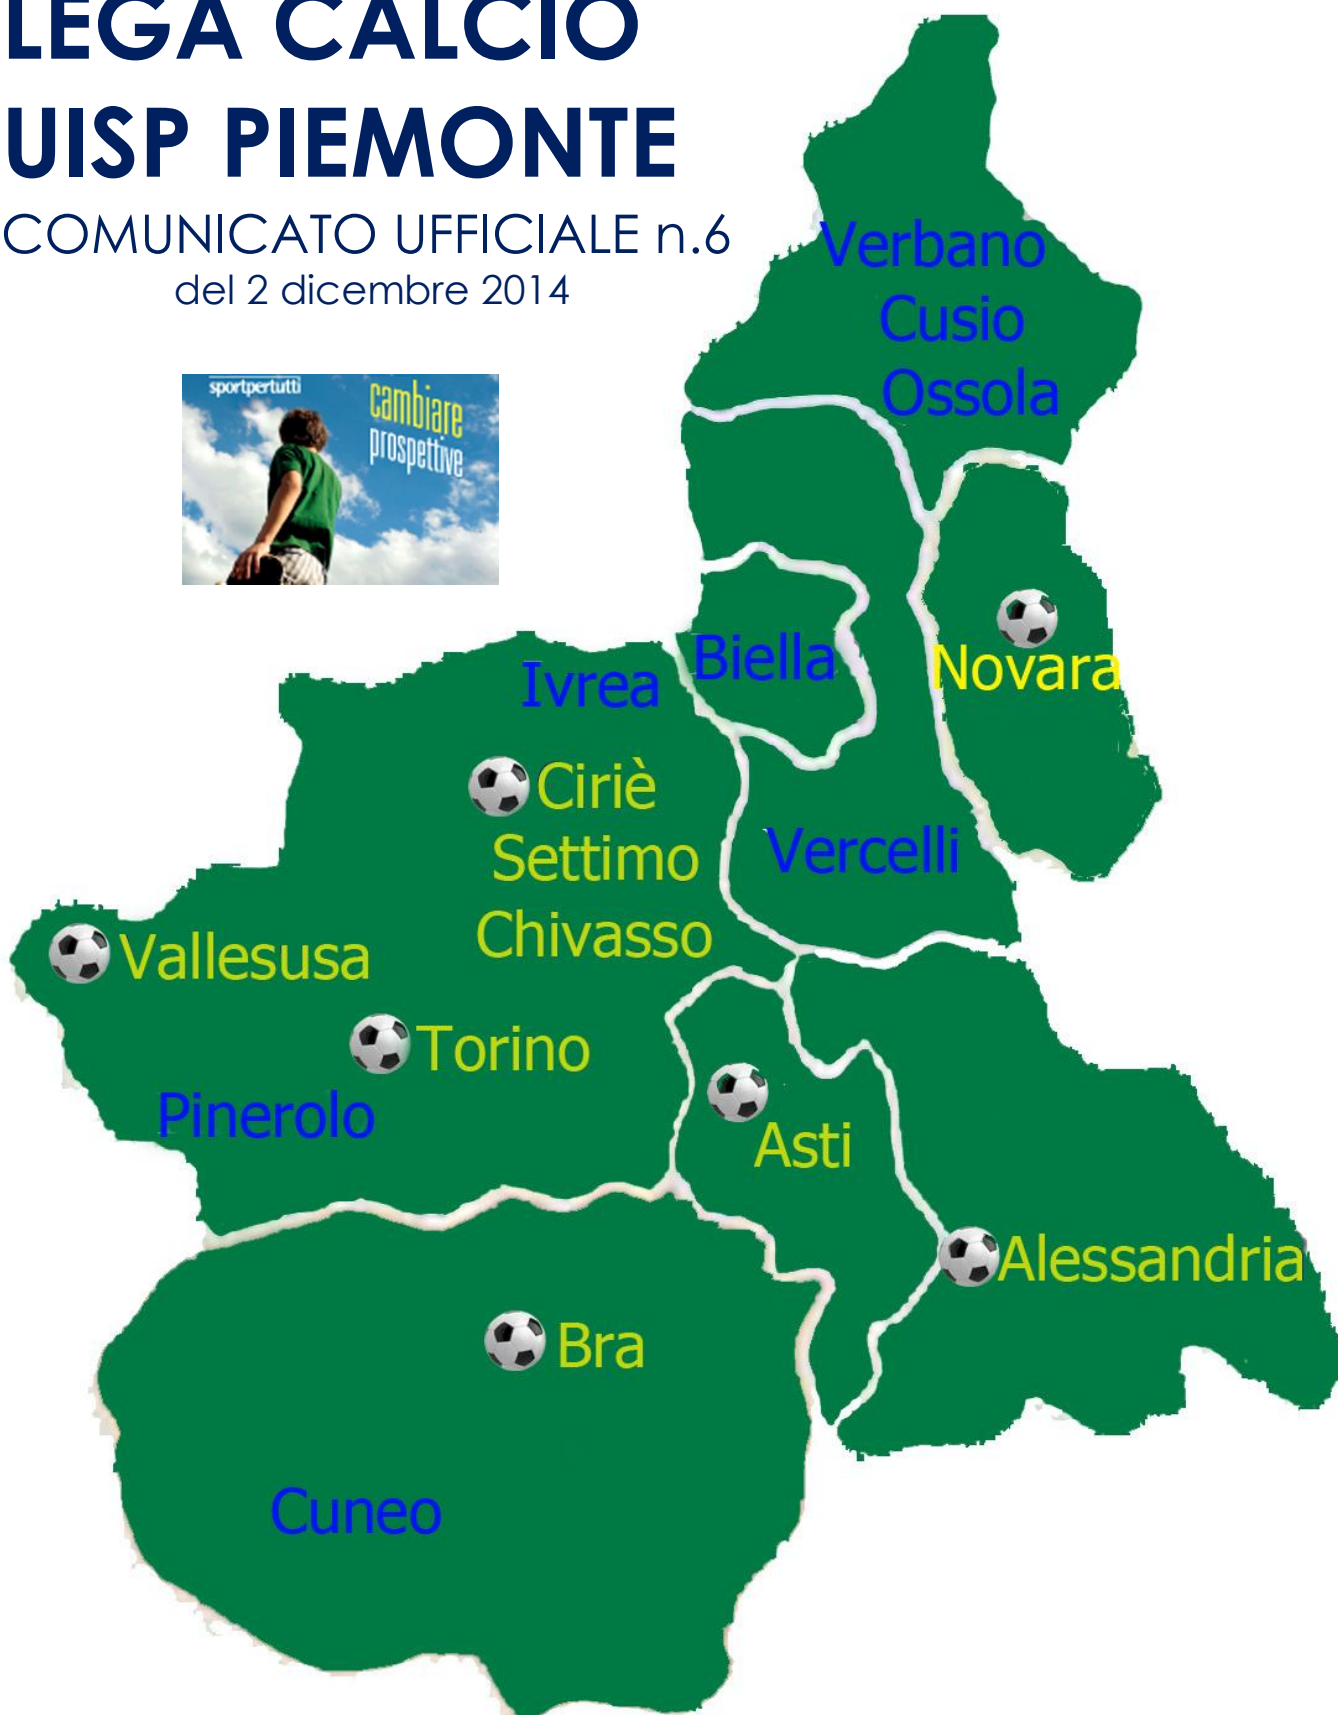 LEGA CALCIO
UISP PIEMONTE
COMUNICATO UFFICIALE n.6
del 2 dicembre 2014
sportpertutti
cambiare
prospettive
Verbano
Cusio
Ossola
Novara
Biella
Ivrea
Ciriè
Settimo
Chivasso
Vercelli
Vallesusa
Torino
Pinerolo
Asti
Alessandria
Bra
Cuneo